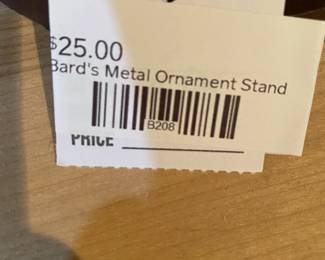 $25.00
Bard's Metal Ornament Stand
B208
PRICE